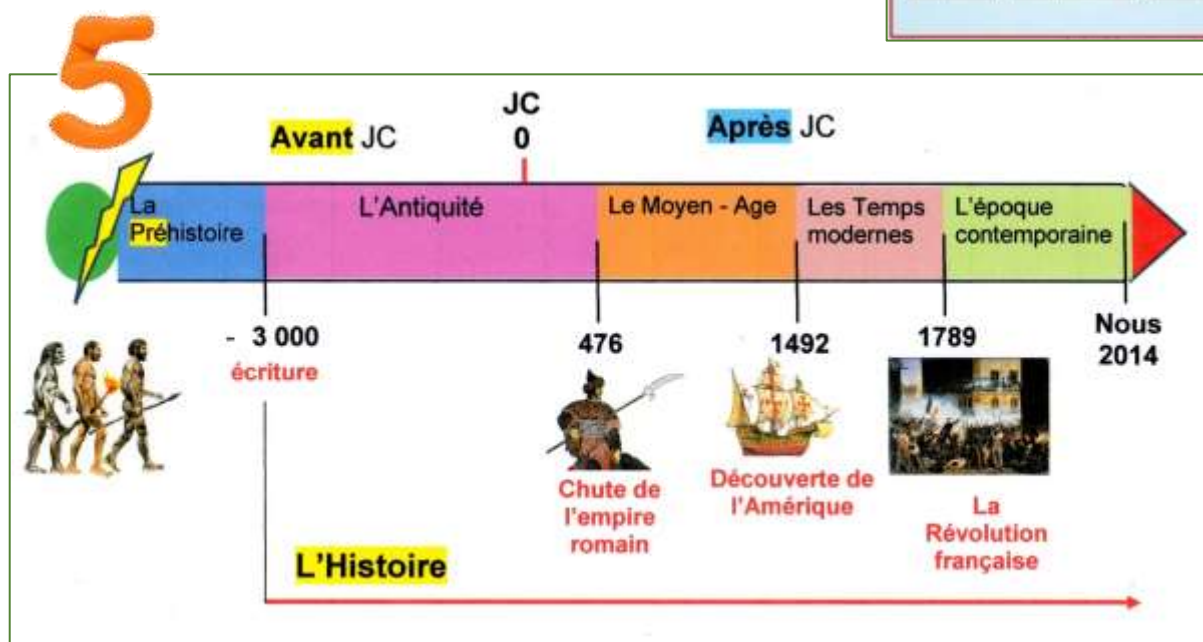 5
JC
0
Avant JC
Après JC
La
Préhistoire
L'Antiquité
Le Moyen - Age
Les Temps
modernes
L'époque
contemporaine
- 3 000
écriture
476
1492
1789
Nous
2014
Chute de
l'empire
romain
Découverte de
l'Amérique
La
Révolution
française
L'Histoire